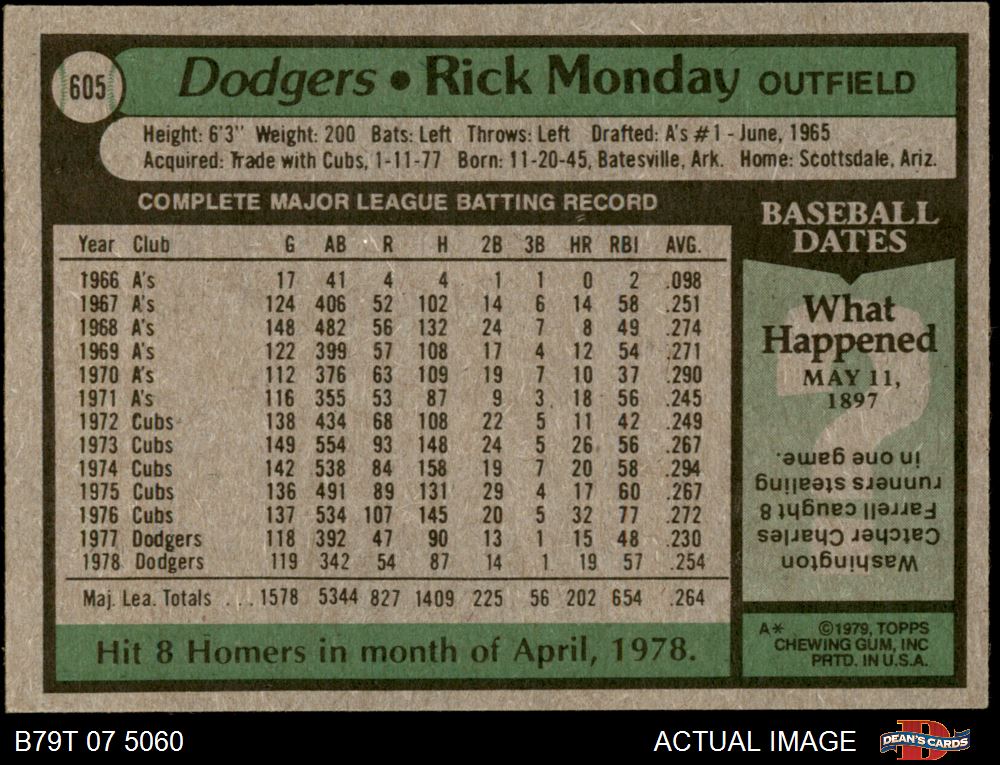 605
Dodgers • Rick Monday OUTFIELD
Height: 6'3" Weight: 200 Bats: Left Throws: Left Drafted: A's #1 - June, 1965
Acquired: Trade with Cubs, 1-11-77 Born: 11-20-45, Batesville, Ark. Home: Scottsdale, Ariz.
COMPLETE MAJOR LEAGUE BATTING RECORD
Year Club G AB R H 2B 3B HR RBI AVG.
1966 A's 17 41 4 4 1 1 0 2 .098
1967 A's 124 406 52 102 14 6 14 58 .251
1968 A's 148 482 56 132 24 7 8 49 .274
1969 A's 122 399 57 108 17 4 12 54 .271
1970 A's 112 376 63 109 19 7 10 37 .290
1971 A's 116 355 53 87 9 3 18 56 .245
1972 Cubs 138 434 68 108 22 5 11 42 .249
1973 Cubs 149 554 93 148 24 5 26 56 .267
1974 Cubs 142 538 84 158 19 7 20 58 .294
1975 Cubs 136 491 89 131 29 4 17 60 .267
1976 Cubs 137 534 107 145 20 5 32 77 .272
1977 Dodgers 118 392 47 90 13 1 15 48 .230
1978 Dodgers 119 342 54 87 14 1 19 57 .254
Maj. Lea. Totals ... 1578 5344 827 1409 225 56 202 654 .264
Hit 8 Homers in month of April, 1978.
BASEBALL
DATES
What
Happened
MAY 11,
1897
Washington
Catcher Charles
Farrell caught 8
runners stealing
in one game.
A* ©1979, TOPPS
CHEWING GUM, INC
PRTD. IN U.S.A.
B79T 07 5060
ACTUAL IMAGE
D
DEAN'S CARDS